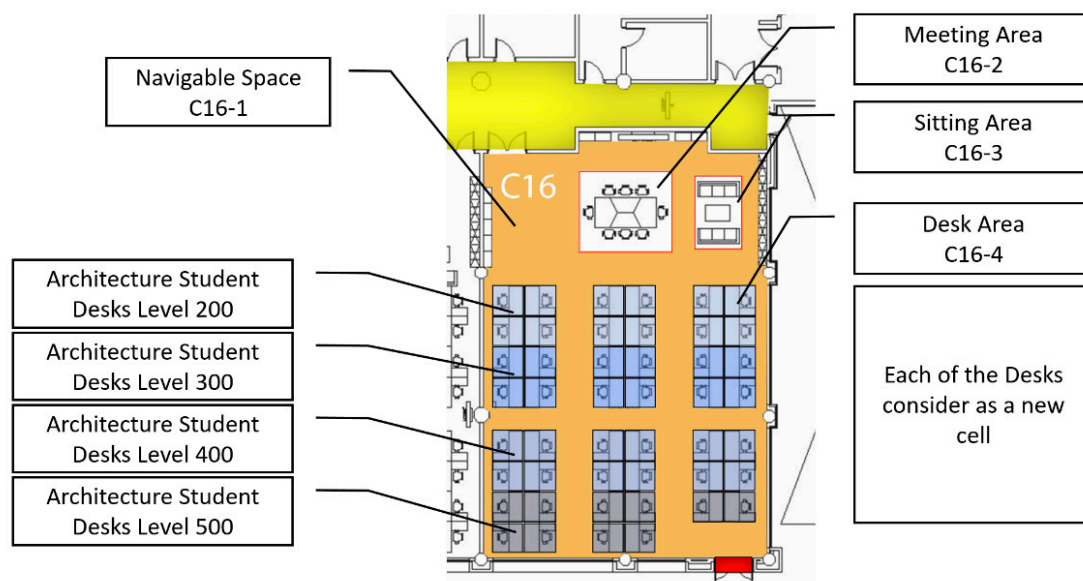 Navigable Space
C16-1
Meeting Area
C16-2
Sitting Area
C16-3
C16
Desk Area
C16-4
Architecture Student
Desks Level 200
Architecture Student
Desks Level 300
Architecture Student
Desks Level 400
Architecture Student
Desks Level 500
Each of the Desks
consider as a new
cell